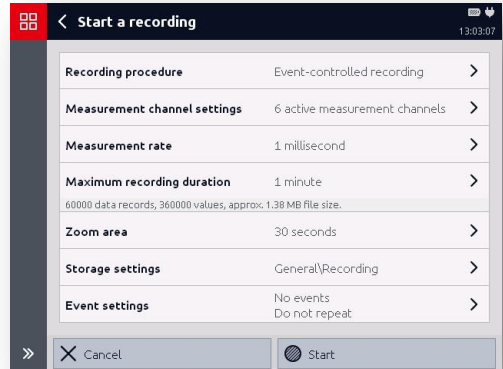 Start a recording
13:03:07
Recording procedure Event-controlled recording
Measurement channel settings 6 active measurement channels
Measurement rate 1 millisecond
Maximum recording duration 1 minute
60000 data records, 360000 values, approx. 1.38 MB file size.
Zoom area 30 seconds
Storage settings General\Recording
Event settings No events
Do not repeat
Cancel Start